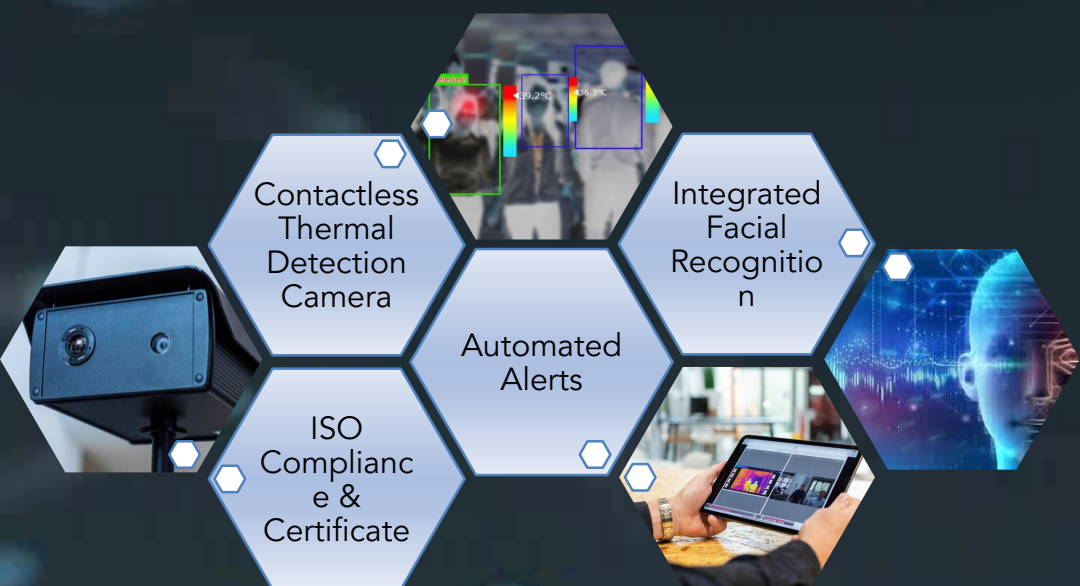 39.2°C
36.3°C
Contactless
Thermal
Detection
Camera
Integrated
Facial
Recognitio
n
Automated
Alerts
ISO
Complianc
e &
Certificate